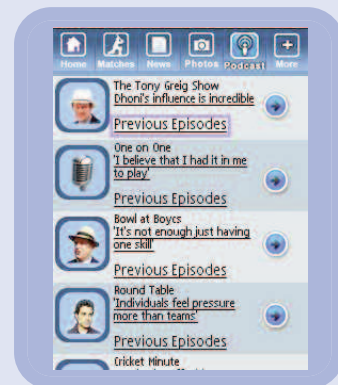 Home Matches News Photos Podcast More
The Tony Greig Show
Dhoni's influence is incredible
Previous Episodes
One on One
'I believe that I had it in me
to play'
Previous Episodes
Bowl at Boycs
'It's not enough just having
one skill'
Previous Episodes
Round Table
'Individuals feel pressure
more than teams'
Previous Episodes
Cricket Minute